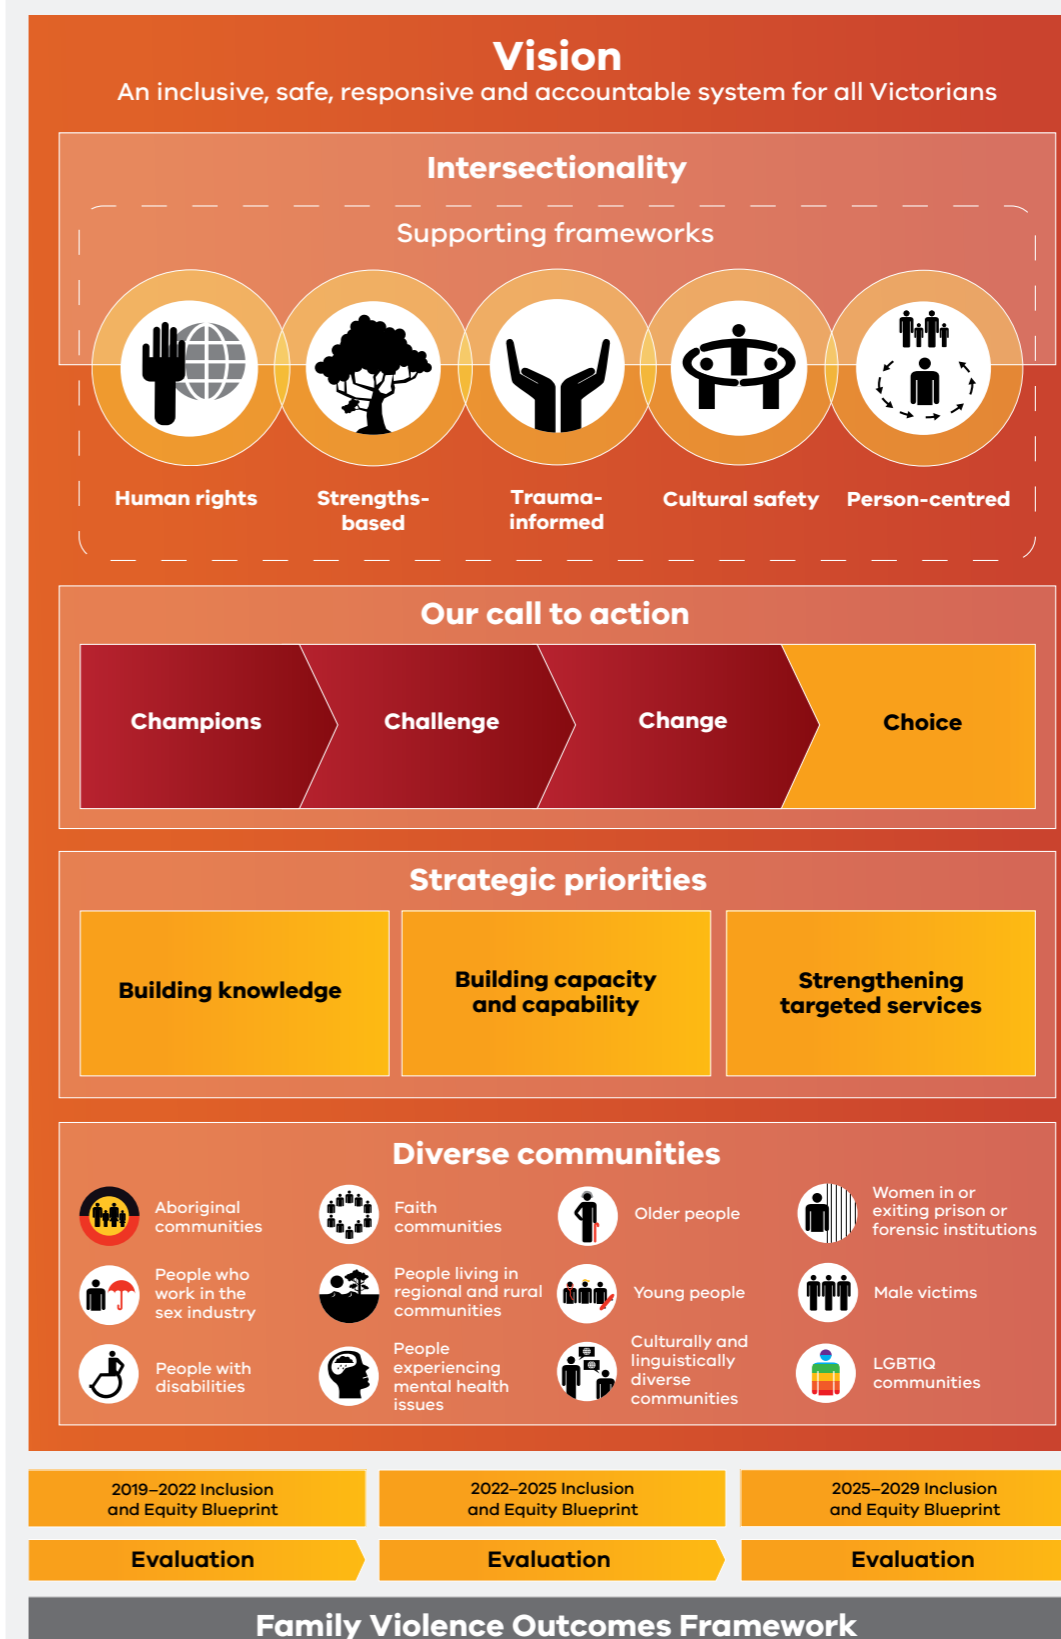 Vision
An inclusive, safe, responsive and accountable system for all Victorians
Intersectionality
Supporting frameworks
Human rights
Strengths-
based
Trauma-
informed
Cultural safety
Person-centred
Our call to action
Champions
Challenge
Change
Choice
Strategic priorities
Building knowledge
Building capacity
and capability
Strengthening
targeted services
Diverse communities
Aboriginal
communities
Faith
communities
Older people
Women in or
exiting prison or
forensic institutions
People who
work in the
sex industry
People living in
regional and rural
communities
Young people
Male victims
People with
disabilities
People
experiencing
mental health
issues
Culturally and
linguistically
diverse
communities
LGBTIQ
communities
2019–2022 Inclusion
and Equity Blueprint
2022–2025 Inclusion
and Equity Blueprint
2025–2029 Inclusion
and Equity Blueprint
Evaluation
Evaluation
Evaluation
Family Violence Outcomes Framework